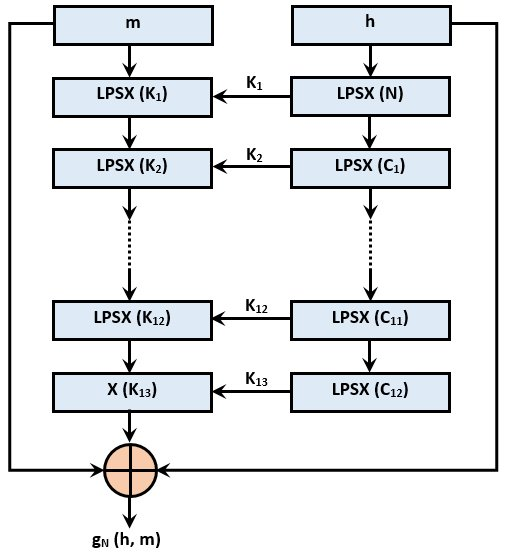 m
h
LPSX (K₁)
K₁
LPSX (N)
LPSX (K₂)
K₂
LPSX (C₁)
LPSX (K₁₂)
K₁₂
LPSX (C₁₁)
X (K₁₃)
K₁₃
LPSX (C₁₂)
gₙ (h, m)